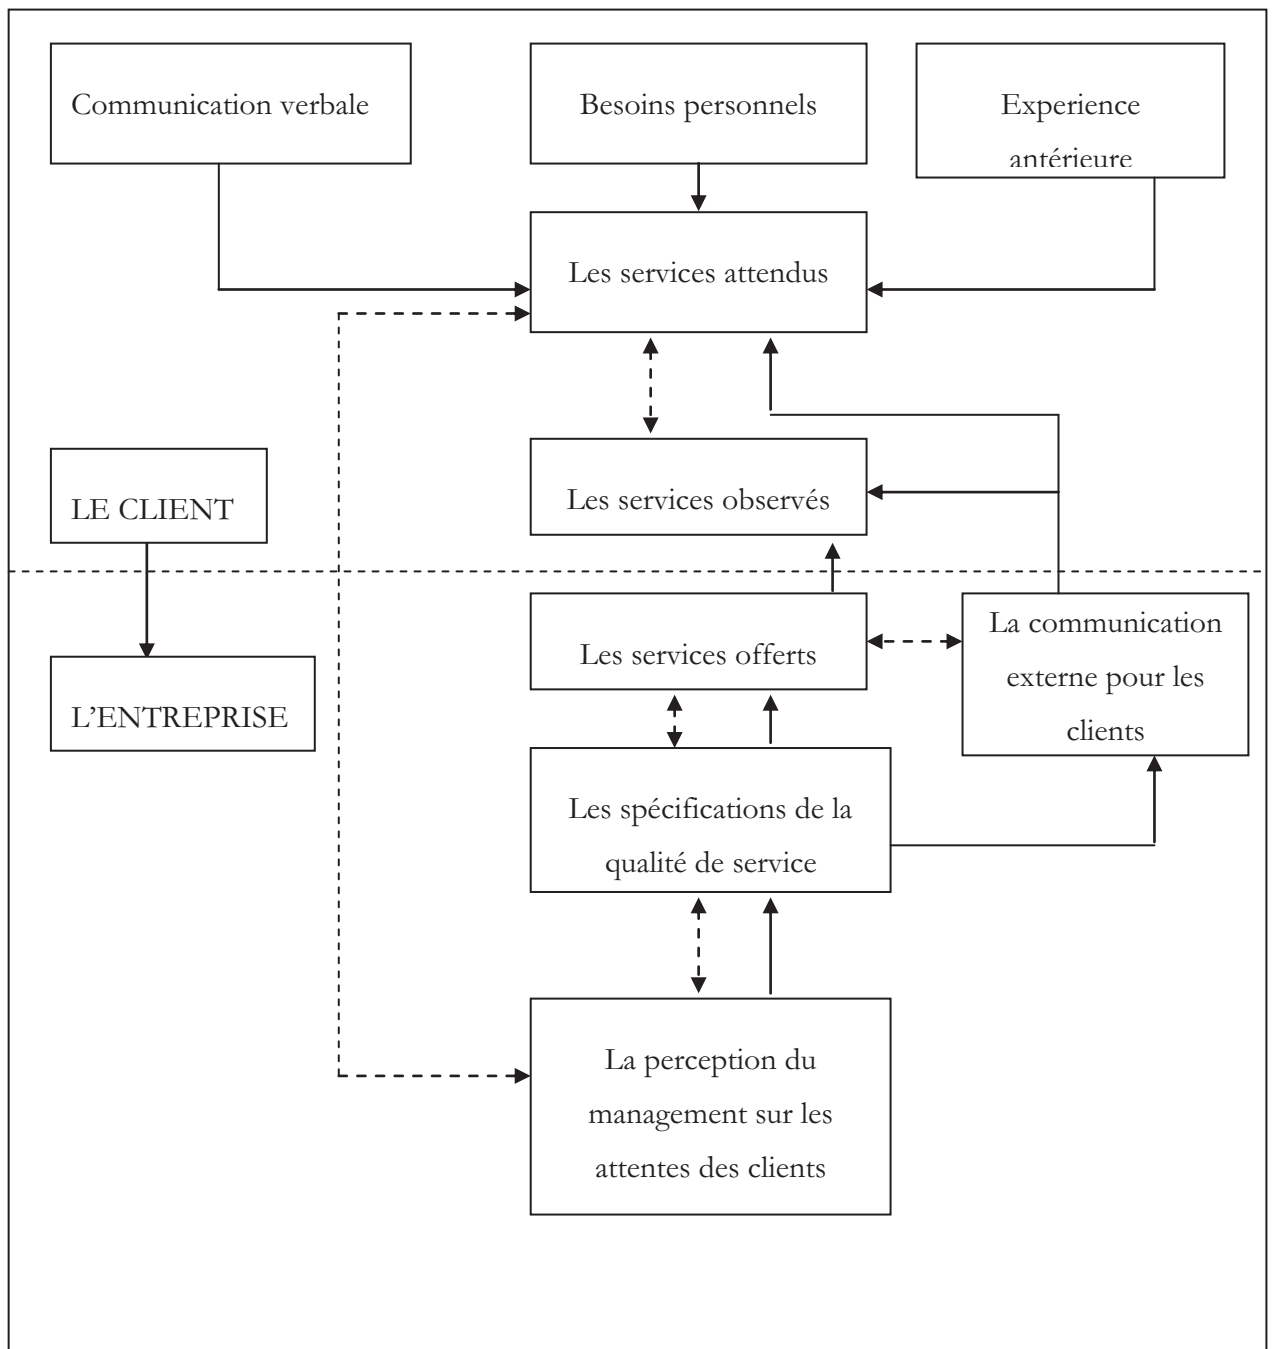 Communication verbale
Besoins personnels
Experience
antérieure
Les services attendus
Les services observés
LE CLIENT
Les services offerts
La communication
externe pour les
clients
L’ENTREPRISE
Les spécifications de la
qualité de service
La perception du
management sur les
attentes des clients